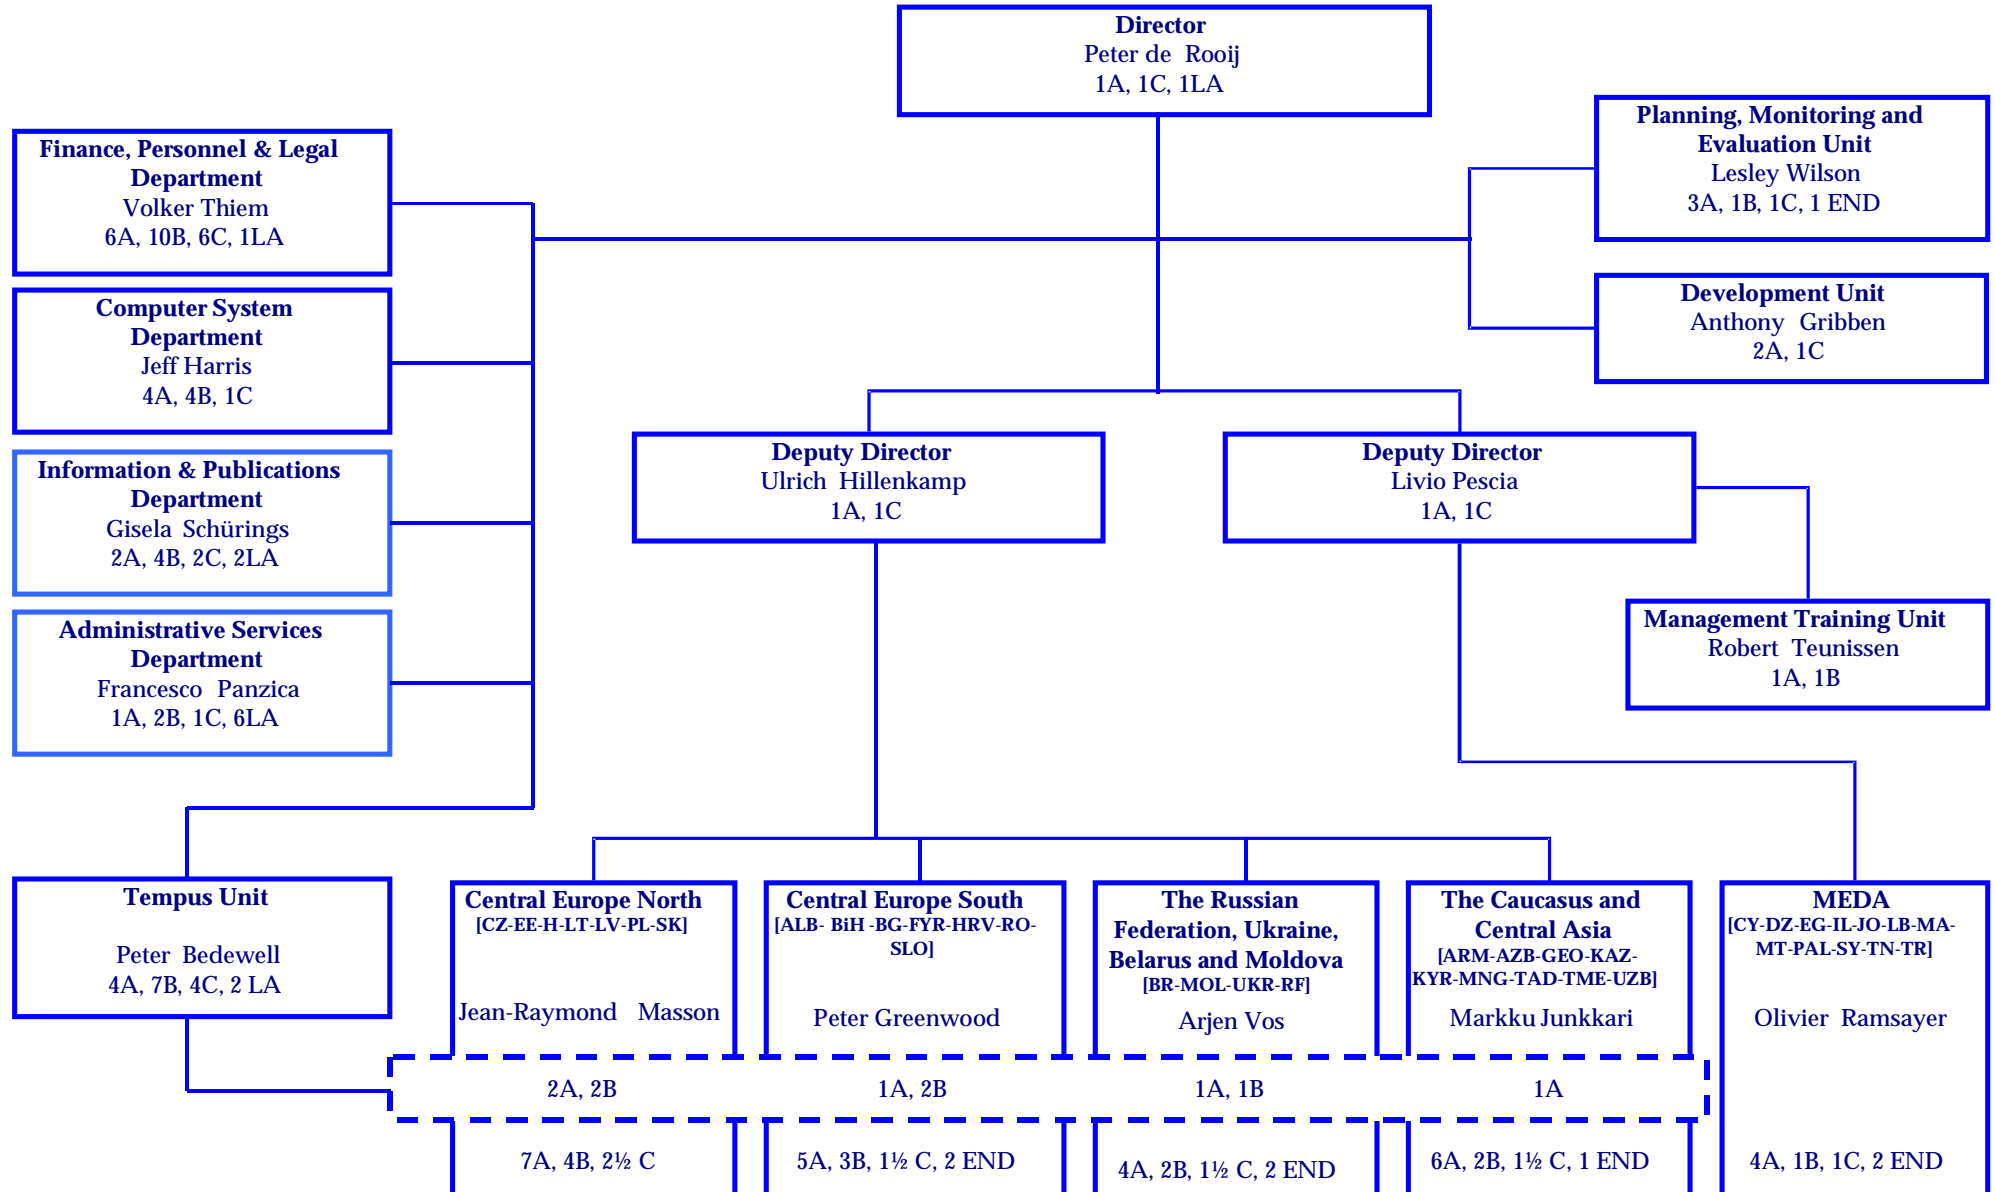 Director
Peter de Rooij
1A, 1C, 1LA
Planning, Monitoring and
Evaluation Unit
Lesley Wilson
3A, 1B, 1C, 1 END
Finance, Personnel & Legal
Department
Volker Thiem
6A, 10B, 6C, 1LA
Development Unit
Anthony Gribben
2A, 1C
Computer System
Department
Jeff Harris
4A, 4B, 1C
Information & Publications
Department
Gisela Schürings
2A, 4B, 2C, 2LA
Deputy Director
Ulrich Hillenkamp
1A, 1C
Deputy Director
Livio Pescia
1A, 1C
Administrative Services
Department
Francesco Panzica
1A, 2B, 1C, 6LA
Management Training Unit
Robert Teunissen
1A, 1B
Tempus Unit
Peter Bedewell
4A, 7B, 4C, 2 LA
Central Europe North
[CZ-EE-H-LT-LV-PL-SK]
Jean-Raymond Masson
2A, 2B
7A, 4B, 2½ C
Central Europe South
[ALB- BiH -BG-FYR-HRV-RO-
SLO]
Peter Greenwood
1A, 2B
5A, 3B, 1½ C, 2 END
The Russian
Federation, Ukraine,
Belarus and Moldova
[BR-MOL-UKR-RF]
Arjen Vos
1A, 1B
4A, 2B, 1½ C, 2 END
The Caucasus and
Central Asia
[ARM-AZB-GEO-KAZ-
KYR-MNG-TAD-TME-UZB]
Markku Junkkari
1A
6A, 2B, 1½ C, 1 END
MEDA
[CY-DZ-EG-IL-JO-LB-MA-
MT-PAL-SY-TN-TR]
Olivier Ramsayer
4A, 1B, 1C, 2 END